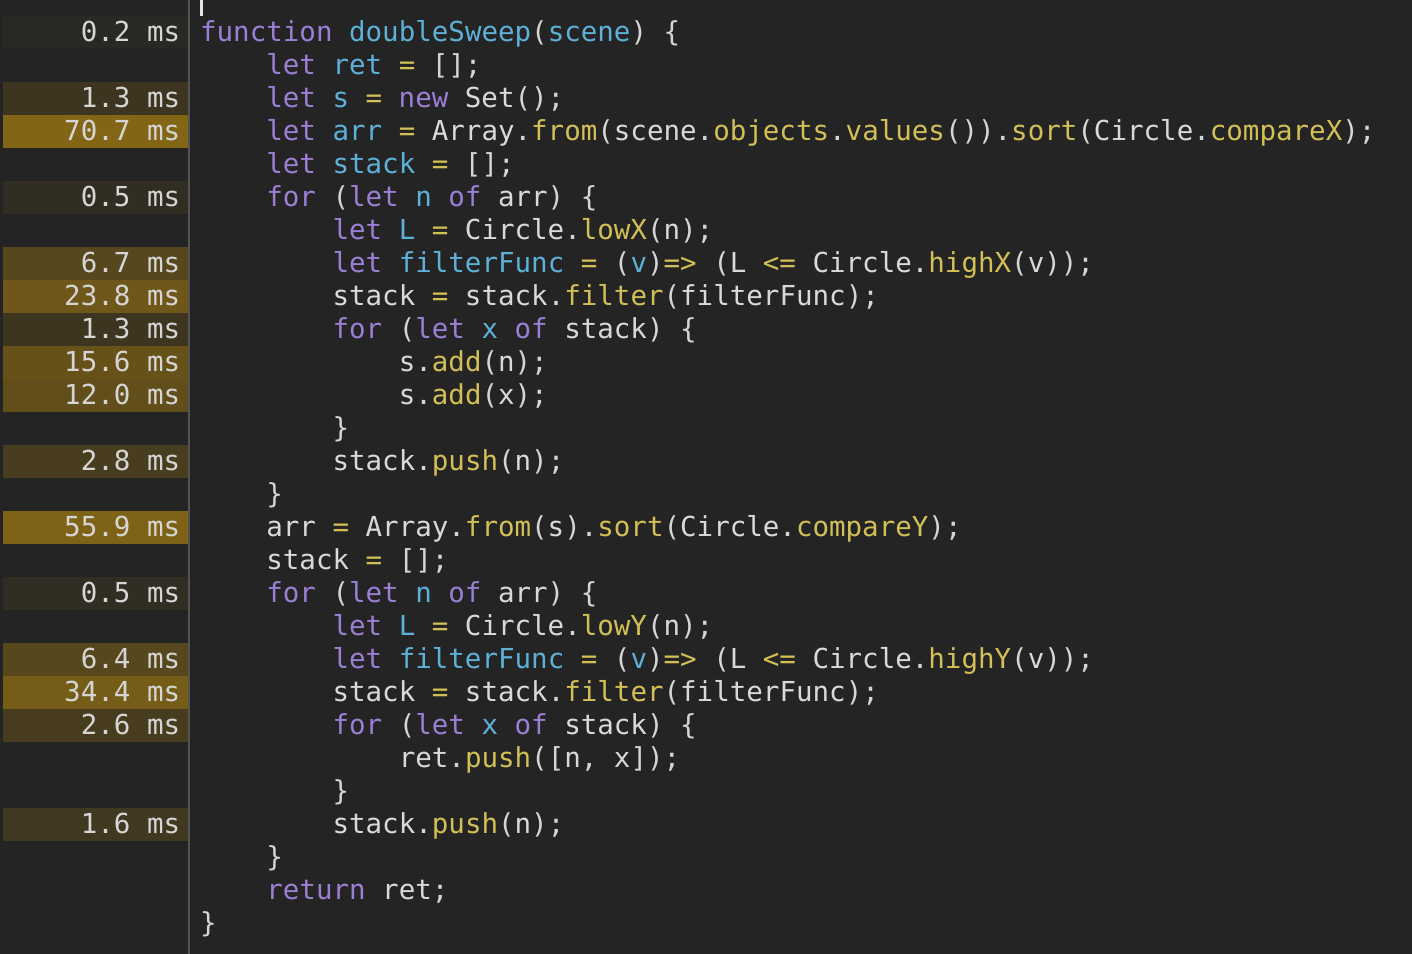 0.2 ms function doubleSweep(scene) {
let ret = [];
1.3 ms let s = new Set();
70.7 ms let arr = Array.from(scene.objects.values()).sort(Circle.compareX);
let stack = [];
0.5 ms for (let n of arr) {
let L = Circle.lowX(n);
6.7 ms let filterFunc = (v)=> (L <= Circle.highX(v));
23.8 ms stack = stack.filter(filterFunc);
1.3 ms for (let x of stack) {
15.6 ms s.add(n);
12.0 ms s.add(x);
}
2.8 ms stack.push(n);
}
55.9 ms arr = Array.from(s).sort(Circle.compareY);
stack = [];
0.5 ms for (let n of arr) {
let L = Circle.lowY(n);
6.4 ms let filterFunc = (v)=> (L <= Circle.highY(v));
34.4 ms stack = stack.filter(filterFunc);
2.6 ms for (let x of stack) {
ret.push([n, x]);
}
1.6 ms stack.push(n);
}
return ret;
}